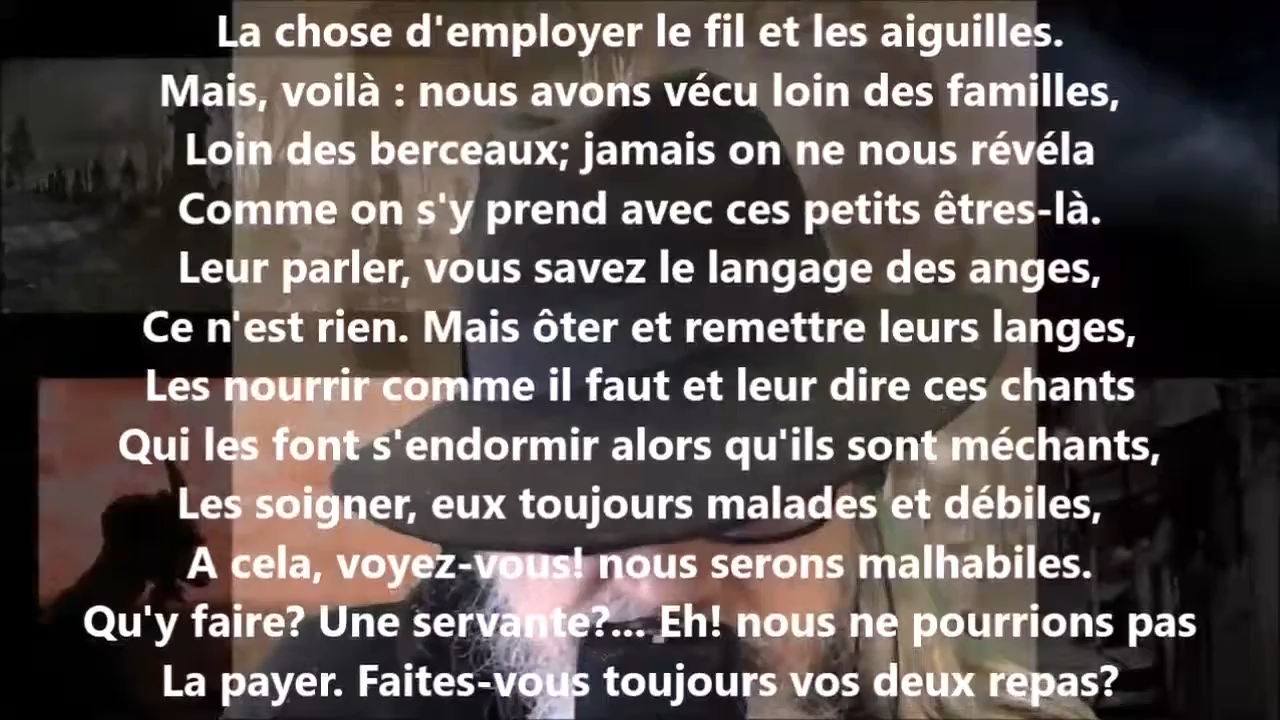 La chose d'employer le fil et les aiguilles.
Mais, voilà : nous avons vécu loin des familles,
Loin des berceaux; jamais on ne nous révéla
Comme on s'y prend avec ces petits êtres-là.
Leur parler, vous savez le langage des anges,
Ce n'est rien. Mais ôter et remettre leurs langes,
Les nourrir comme il faut et leur dire ces chants
Qui les font s'endormir alors qu'ils sont méchants,
Les soigner, eux toujours malades et débiles,
A cela, voyez-vous! nous serons malhabiles.
Qu'y faire? Une servante?... Eh! nous ne pourrions pas
La payer. Faites-vous toujours vos deux repas?